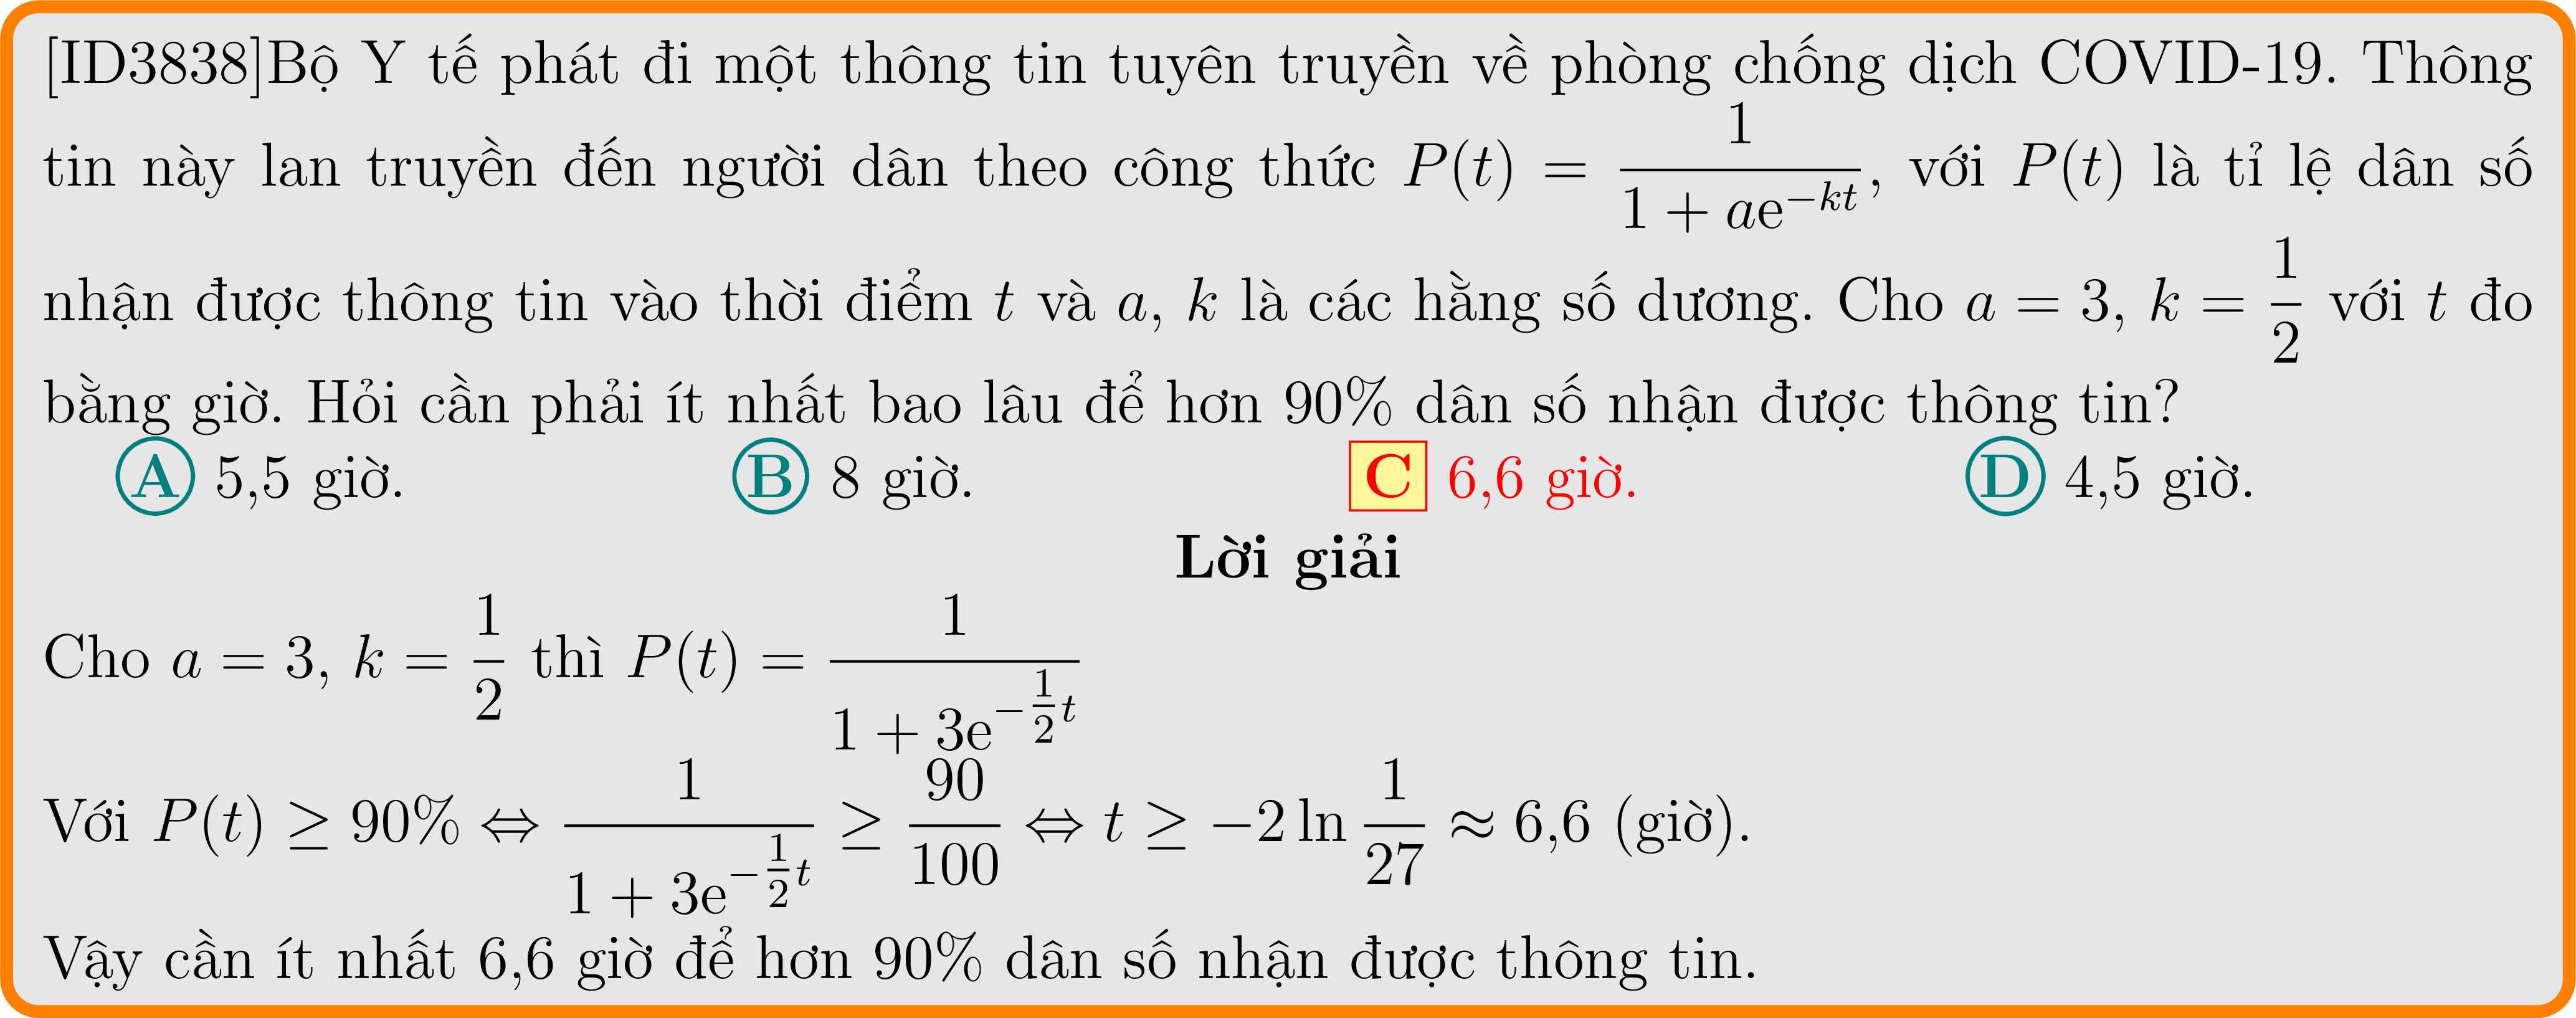 [ID3838]Bộ Y tế phát đi một thông tin tuyên truyền về phòng chống dịch COVID-19. Thông
tin này lan truyền đến người dân theo công thức $P(t) = \dfrac{1}{1 + a\mathrm{e}^{-kt}}$, với $P(t)$ là tỉ lệ dân số
nhận được thông tin vào thời điểm $t$ và $a$, $k$ là các hằng số dương. Cho $a = 3$, $k = \dfrac{1}{2}$ với $t$ đo
bằng giờ. Hỏi cần phải ít nhất bao lâu để hơn 90% dân số nhận được thông tin?
A 5,5 giờ. B 8 giờ. C 6,6 giờ. D 4,5 giờ.
Lời giải
Cho $a = 3$, $k = \dfrac{1}{2}$ thì $P(t) = \dfrac{1}{1 + 3\mathrm{e}^{-\frac{1}{2}t}}$
Với $P(t) \geq 90\% \Leftrightarrow \dfrac{1}{1 + 3\mathrm{e}^{-\frac{1}{2}t}} \geq \dfrac{90}{100} \Leftrightarrow t \geq -2\ln\dfrac{1}{27} \approx 6{,}6$ (giờ).
Vậy cần ít nhất 6,6 giờ để hơn 90% dân số nhận được thông tin.